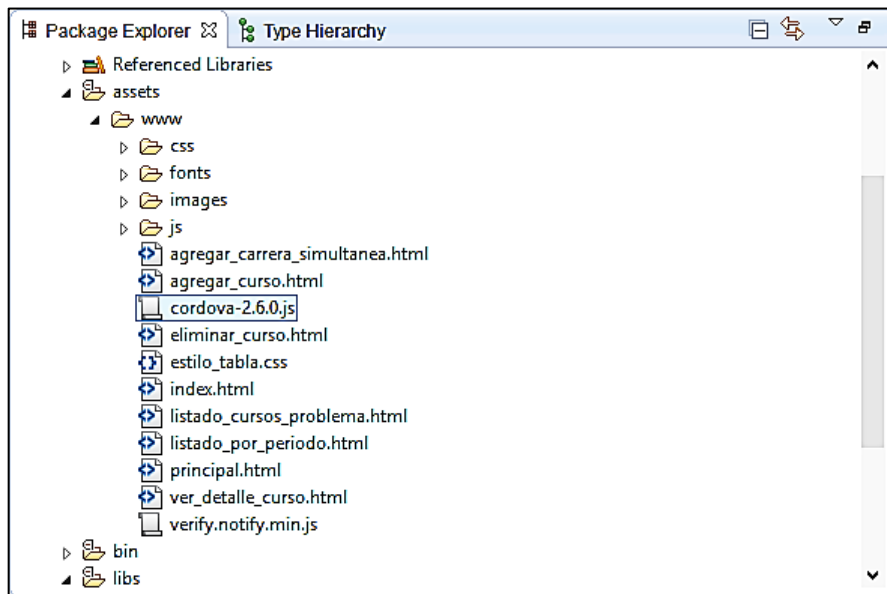 Package Explorer Type Hierarchy
Referenced Libraries
assets
www
css
fonts
images
js
agregar_carrera_simultanea.html
agregar_curso.html
cordova-2.6.0.js
eliminar_curso.html
estilo_tabla.css
index.html
listado_cursos_problema.html
listado_por_periodo.html
principal.html
ver_detalle_curso.html
verify.notify.min.js
bin
libs